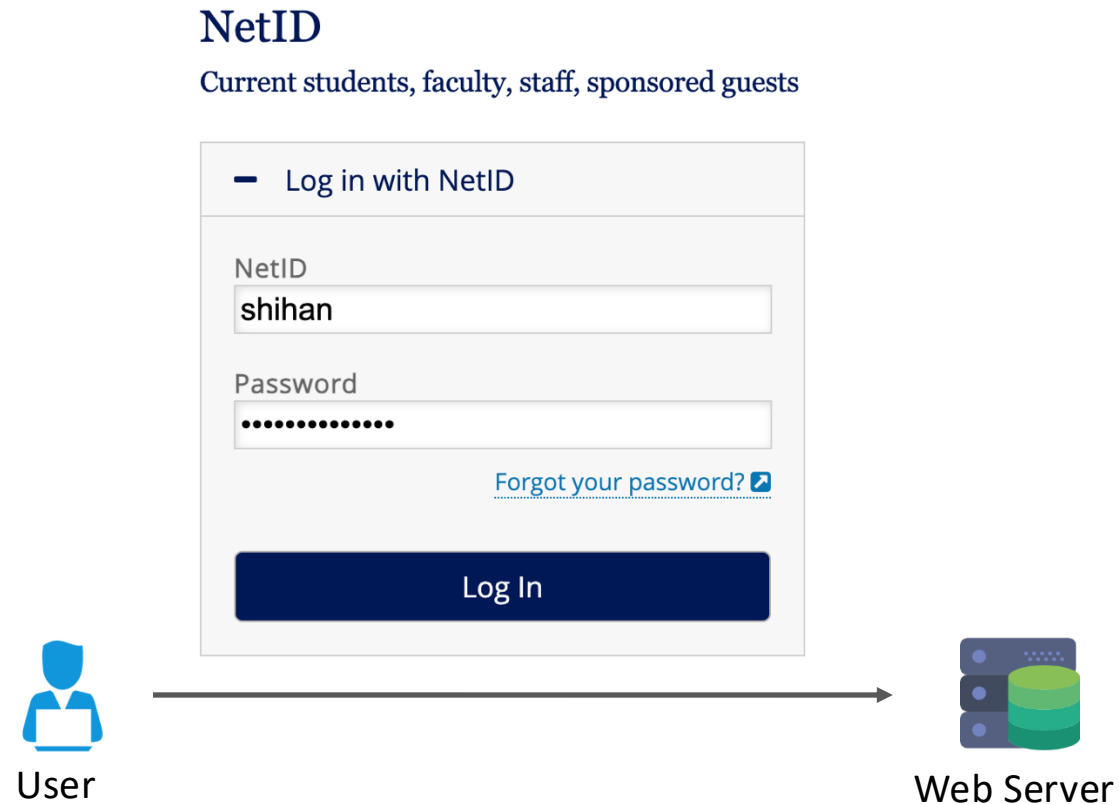 NetID
Current students, faculty, staff, sponsored guests
Log in with NetID
NetID
shihan
Password
••••••••••••••
Forgot your password?
Log In
User
Web Server